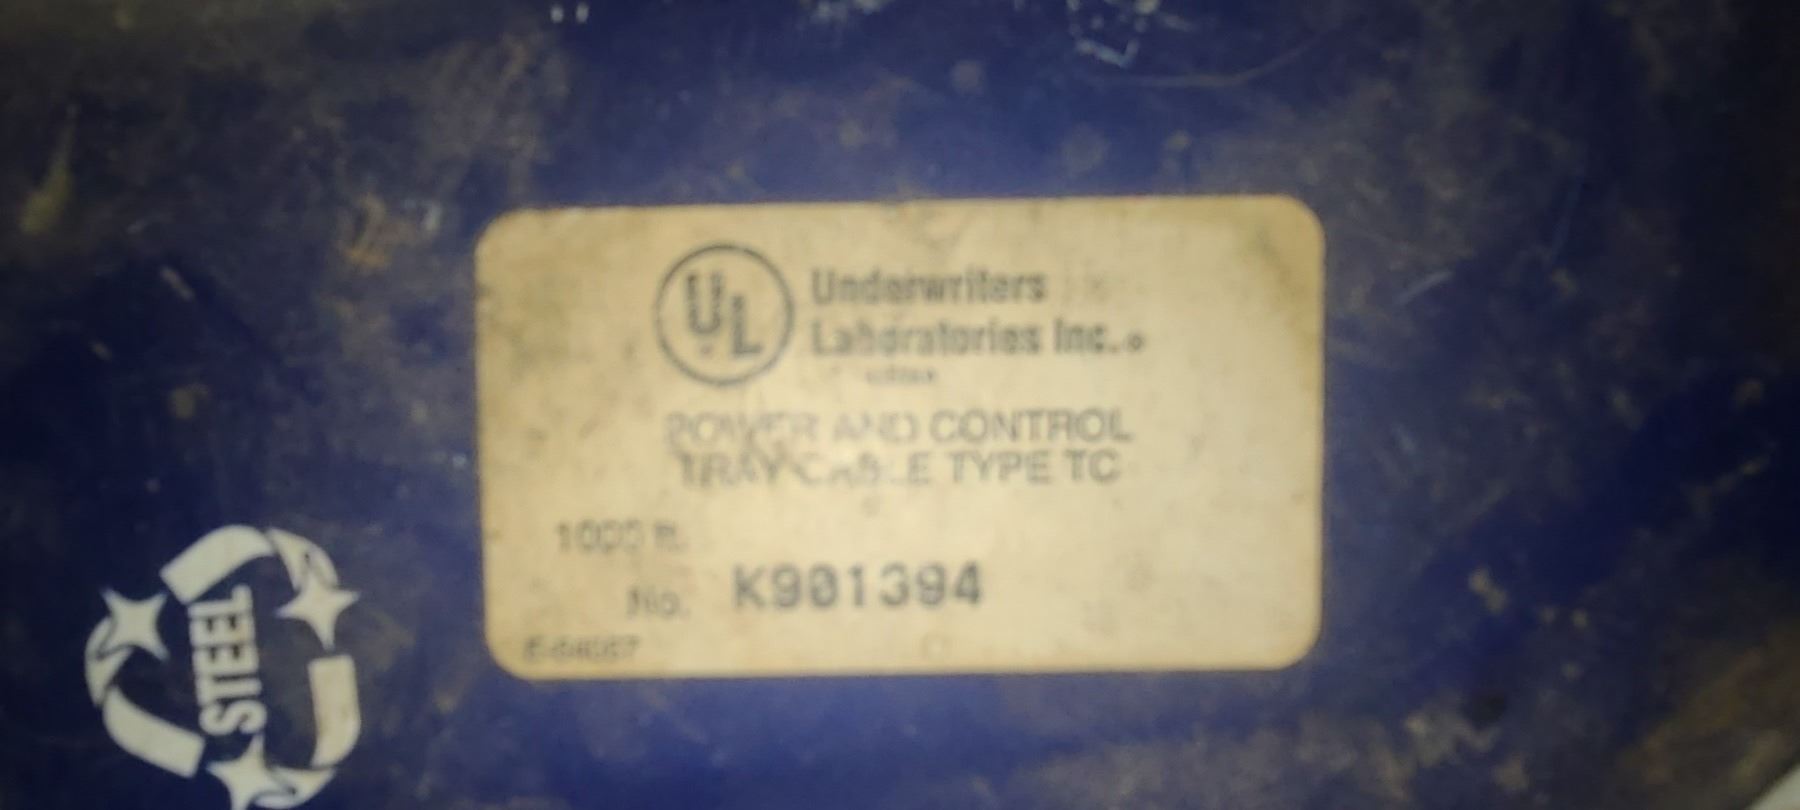 UL
Underwriters
Laboratories Inc.®
POWER AND CONTROL
TRAY CABLE TYPE TC
1000 ft.
No. K901394
STEEL